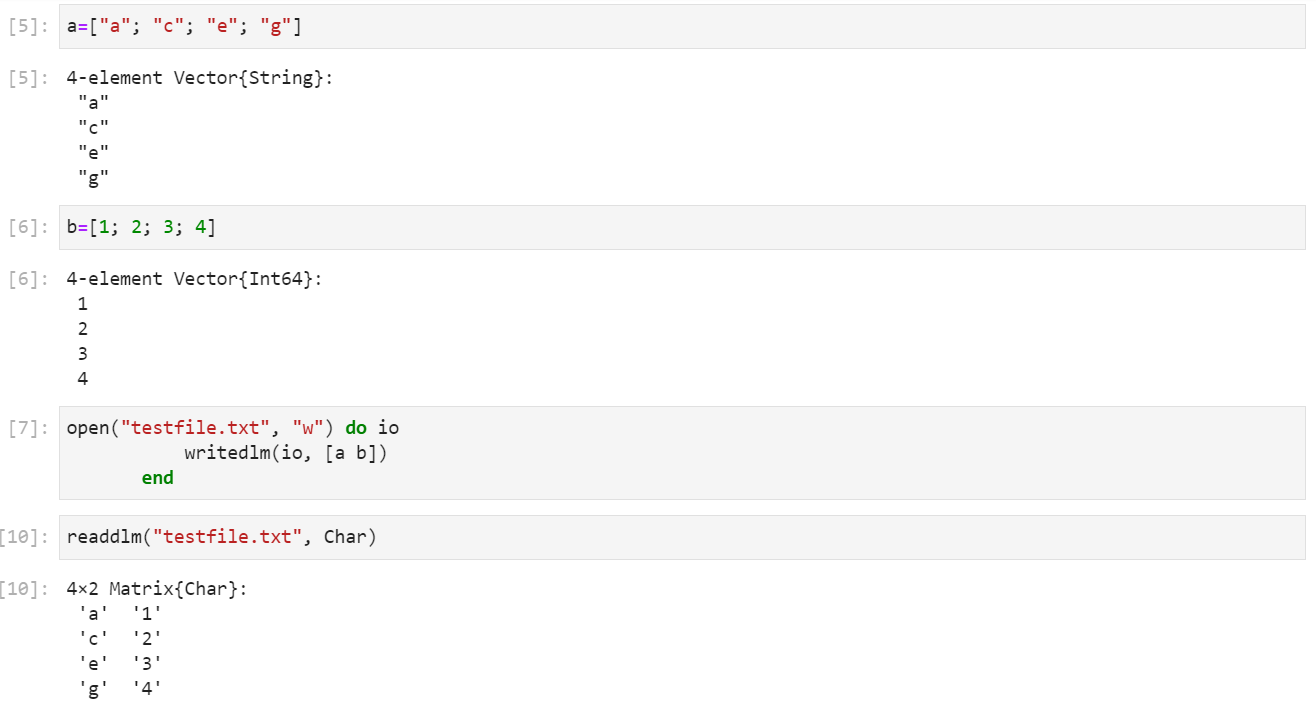 [5]: a=["a"; "c"; "e"; "g"]
[5]: 4-element Vector{String}:
"a"
"c"
"e"
"g"
[6]: b=[1; 2; 3; 4]
[6]: 4-element Vector{Int64}:
1
2
3
4
[7]: open("testfile.txt", "w") do io
writedlm(io, [a b])
end
[10]: readdlm("testfile.txt", Char)
[10]: 4×2 Matrix{Char}:
'a' '1'
'c' '2'
'e' '3'
'g' '4'